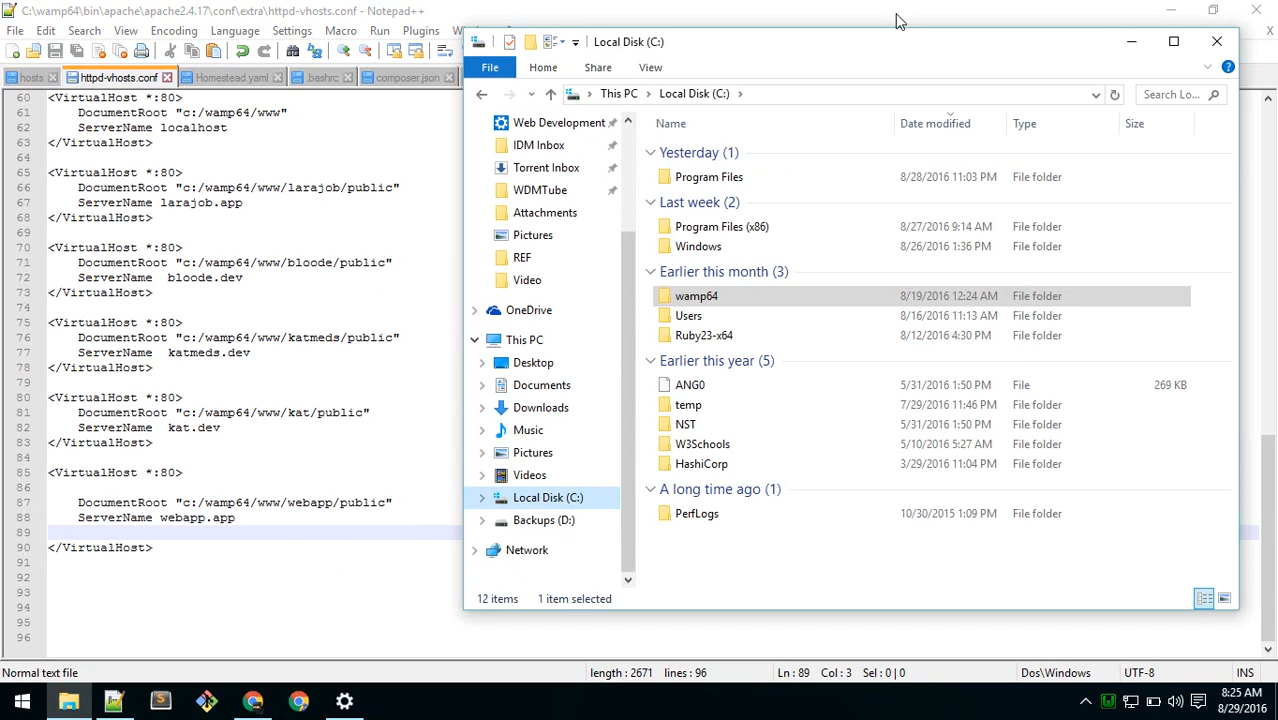 C:\wamp64\bin\apache\apache2.4.17\conf\extra\httpd-vhosts.conf - Notepad++
File Edit Search View Encoding Language Settings Macro Run Plugins
X
hosts httpd-vhosts.conf Homestead.yaml .bashrc composer.json
60 <VirtualHost *:80>
61 DocumentRoot "c:/wamp64/www"
62 ServerName localhost
63 </VirtualHost>
64
65 <VirtualHost *:80>
66 DocumentRoot "c:/wamp64/www/larajob/public"
67 ServerName larajob.app
68 </VirtualHost>
69
70 <VirtualHost *:80>
71 DocumentRoot "c:/wamp64/www/bloode/public"
72 ServerName  bloode.dev
73 </VirtualHost>
74
75 <VirtualHost *:80>
76 DocumentRoot "c:/wamp64/www/katmeds/public"
77 ServerName  katmeds.dev
78 </VirtualHost>
79
80 <VirtualHost *:80>
81 DocumentRoot "c:/wamp64/www/kat/public"
82 ServerName  kat.dev
83 </VirtualHost>
84
85 <VirtualHost *:80>
86
87 DocumentRoot "c:/wamp64/www/webapp/public"
88 ServerName webapp.app
89
90 </VirtualHost>
91
92
93
94
95
96
Local Disk (C:)
File Home Share View
This PC Local Disk (C:) Search Lo...
Web Development
IDM Inbox
Torrent Inbox
WDMTube
Attachments
Pictures
REF
Video
OneDrive
This PC
Desktop
Documents
Downloads
Music
Pictures
Videos
Local Disk (C:)
Backups (D:)
Network
Name Date modified Type Size
Yesterday (1)
Program Files 8/28/2016 11:03 PM File folder
Last week (2)
Program Files (x86) 8/27/2016 9:14 AM File folder
Windows 8/26/2016 1:36 PM File folder
Earlier this month (3)
wamp64 8/19/2016 12:24 AM File folder
Users 8/16/2016 11:13 AM File folder
Ruby23-x64 8/12/2016 4:30 PM File folder
Earlier this year (5)
ANG0 5/31/2016 1:50 PM File 269 KB
temp 7/29/2016 11:46 PM File folder
NST 5/31/2016 1:50 PM File folder
W3Schools 5/10/2016 5:27 AM File folder
HashiCorp 3/29/2016 11:04 PM File folder
A long time ago (1)
PerfLogs 10/30/2015 1:09 PM File folder
12 items 1 item selected
Normal text file length : 2671 lines : 96 Ln : 89 Col : 3 Sel : 0 | 0 Dos\Windows UTF-8 INS
8:25 AM
8/29/2016